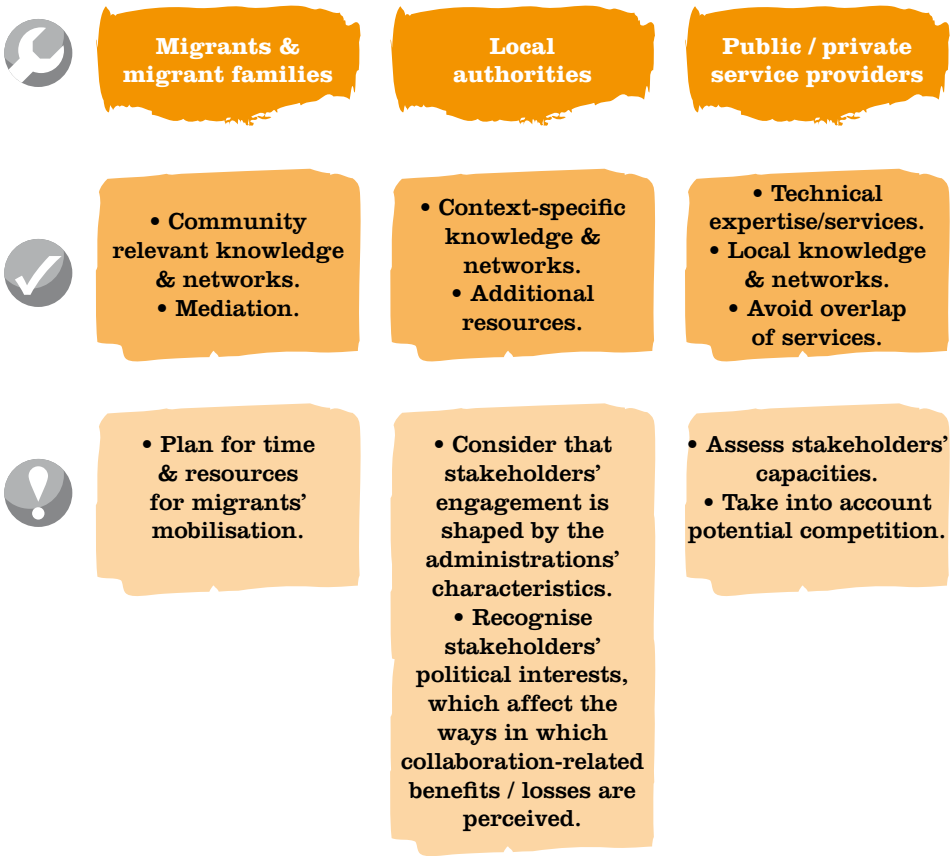 Migrants &
migrant families
Local
authorities
Public / private
service providers
• Community
relevant knowledge
& networks.
• Mediation.
• Context-specific
knowledge &
networks.
• Additional
resources.
• Technical
expertise/services.
• Local knowledge
& networks.
• Avoid overlap
of services.
• Plan for time
& resources
for migrants’
mobilisation.
• Consider that
stakeholders’
engagement is
shaped by the
administrations’
characteristics.
• Recognise
stakeholders’
political interests,
which affect the
ways in which
collaboration-related
benefits / losses are
perceived.
• Assess stakeholders’
capacities.
• Take into account
potential competition.